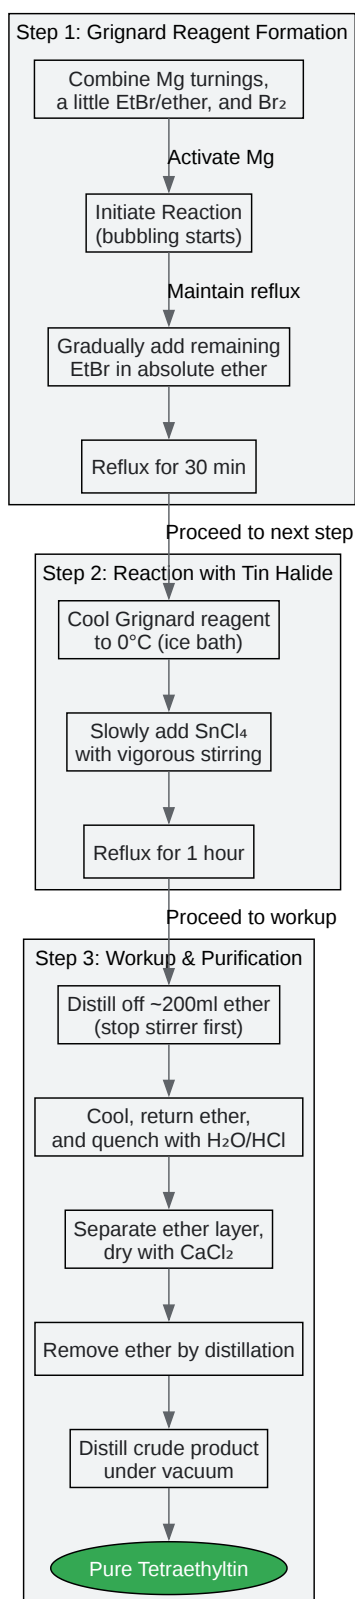 Step 1: Grignard Reagent Formation
Combine Mg turnings,
a little EtBr/ether, and Br₂
Activate Mg
Initiate Reaction
(bubbling starts)
Maintain reflux
Gradually add remaining
EtBr in absolute ether
Reflux for 30 min
Proceed to next step
Step 2: Reaction with Tin Halide
Cool Grignard reagent
to 0°C (ice bath)
Slowly add SnCl₄
with vigorous stirring
Reflux for 1 hour
Proceed to workup
Step 3: Workup & Purification
Distill off ~200ml ether
(stop stirrer first)
Cool, return ether,
and quench with H₂O/HCl
Separate ether layer,
dry with CaCl₂
Remove ether by distillation
Distill crude product
under vacuum
Pure Tetraethyltin